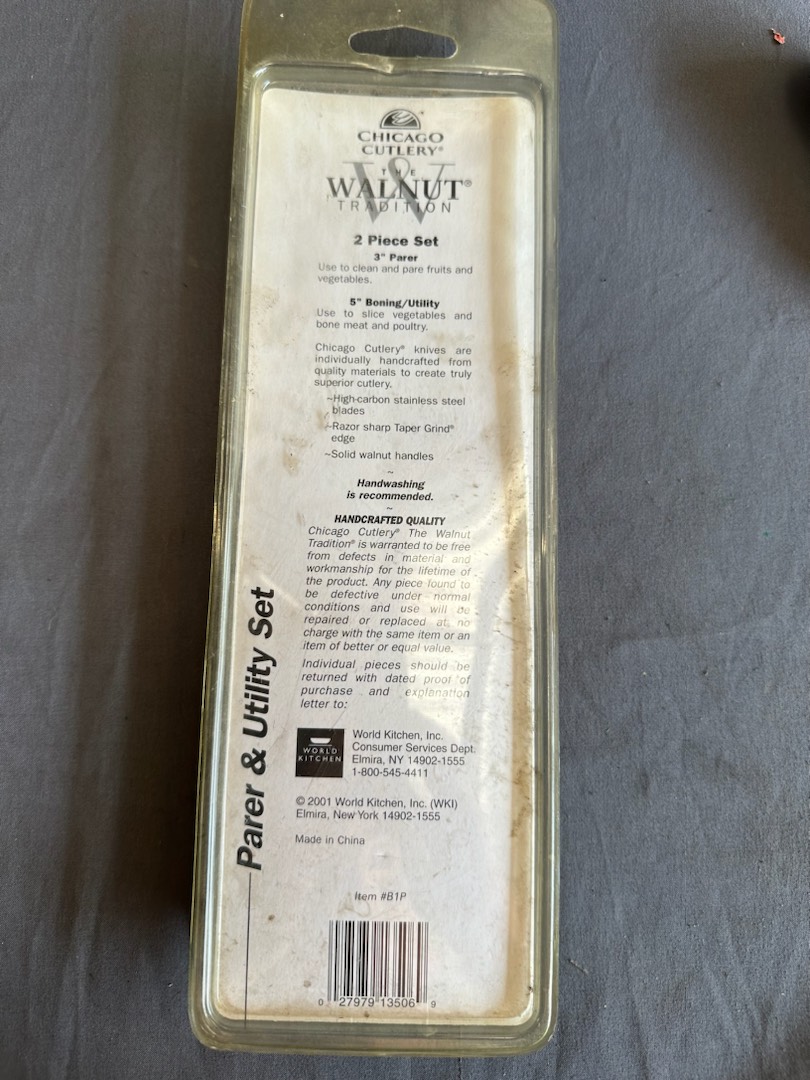 CHICAGO
CUTLERY®
THE
WALNUT®
TRADITION
2 Piece Set
3" Parer
Use to clean and pare fruits and
vegetables.
5" Boning/Utility
Use to slice vegetables and
bone meat and poultry.
Chicago Cutlery® knives are
individually handcrafted from
quality materials to create truly
superior cutlery.
~High-carbon stainless steel
blades
~Razor sharp Taper Grind®
edge
~Solid walnut handles
~
Handwashing
is recommended.
~
HANDCRAFTED QUALITY
Chicago Cutlery® The Walnut
Tradition® is warranted to be free
from defects in material and
workmanship for the lifetime of
the product. Any piece found to
be defective under normal
conditions and use will be
repaired or replaced at no
charge with the same item or an
item of better or equal value.
Individual pieces should be
returned with dated proof of
purchase and explanation
letter to:
WORLD
KITCHEN
World Kitchen, Inc.
Consumer Services Dept.
Elmira, NY 14902-1555
1-800-545-4411
© 2001 World Kitchen, Inc. (WKI)
Elmira, New York 14902-1555
Made in China
Parer & Utility Set
Item #B1P
0 27979 13506 9